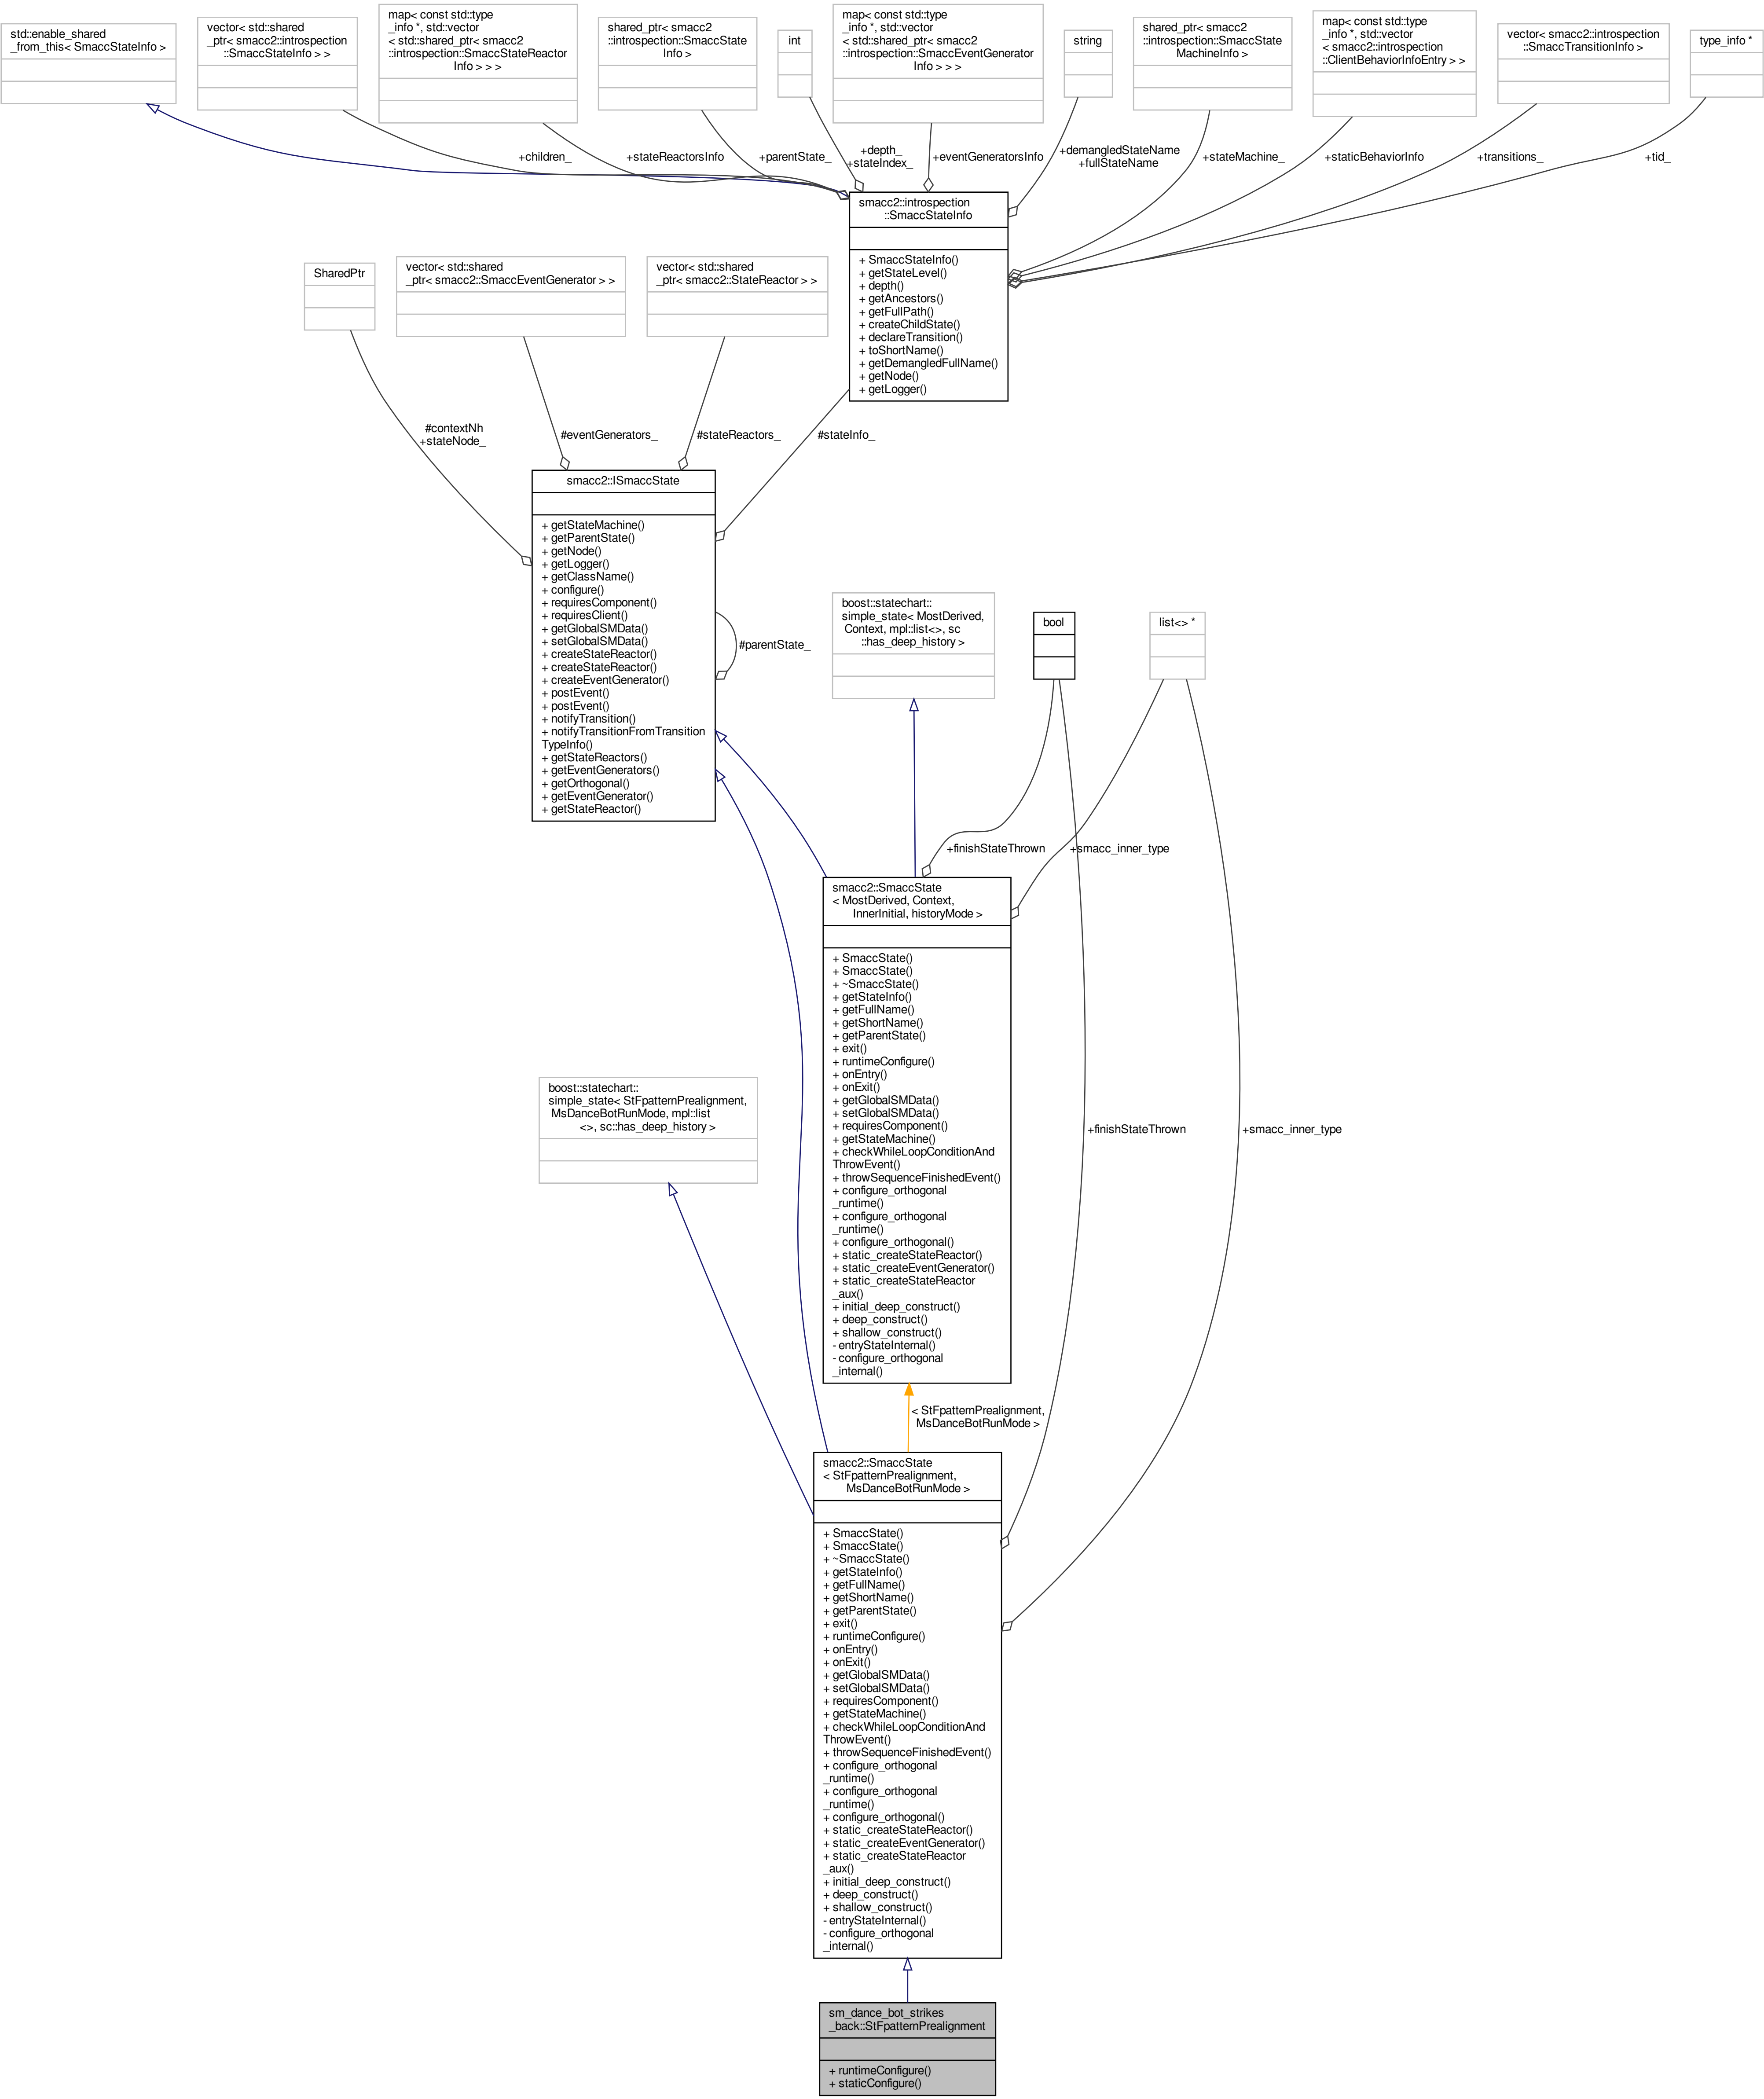 std::enable_shared
_from_this< SmaccStateInfo >
vector< std::shared
_ptr< smacc2::introspection
::SmaccStateInfo > >
map< const std::type
_info *, std::vector
< std::shared_ptr< smacc2
::introspection::SmaccStateReactor
Info > > >
shared_ptr< smacc2
::introspection::SmaccState
Info >
int
map< const std::type
_info *, std::vector
< std::shared_ptr< smacc2
::introspection::SmaccEventGenerator
Info > > >
string
shared_ptr< smacc2
::introspection::SmaccState
MachineInfo >
map< const std::type
_info *, std::vector
< smacc2::introspection
::ClientBehaviorInfoEntry > >
vector< smacc2::introspection
::SmaccTransitionInfo >
type_info *
+children_
+stateReactorsInfo
+parentState_
+depth_
+stateIndex_
+eventGeneratorsInfo
+demangledStateName
+fullStateName
+stateMachine_
+staticBehaviorInfo
+transitions_
+tid_
smacc2::introspection
::SmaccStateInfo
+ SmaccStateInfo()
+ getStateLevel()
+ depth()
+ getAncestors()
+ getFullPath()
+ createChildState()
+ declareTransition()
+ toShortName()
+ getDemangledFullName()
+ getNode()
+ getLogger()
SharedPtr
vector< std::shared
_ptr< smacc2::SmaccEventGenerator > >
vector< std::shared
_ptr< smacc2::StateReactor > >
#contextNh
+stateNode_
#eventGenerators_
#stateReactors_
#stateInfo_
smacc2::ISmaccState
+ getStateMachine()
+ getParentState()
+ getNode()
+ getLogger()
+ getClassName()
+ configure()
+ requiresComponent()
+ requiresClient()
+ getGlobalSMData()
+ setGlobalSMData()
+ createStateReactor()
+ createStateReactor()
+ createEventGenerator()
+ postEvent()
+ postEvent()
+ notifyTransition()
+ notifyTransitionFromTransition
TypeInfo()
+ getStateReactors()
+ getEventGenerators()
+ getOrthogonal()
+ getEventGenerator()
+ getStateReactor()
#parentState_
boost::statechart::
simple_state< MostDerived,
Context, mpl::list<>, sc
::has_deep_history >
bool
list<> *
+finishStateThrown
+smacc_inner_type
smacc2::SmaccState
< MostDerived, Context,
InnerInitial, historyMode >
+ SmaccState()
+ SmaccState()
+ ~SmaccState()
+ getStateInfo()
+ getFullName()
+ getShortName()
+ getParentState()
+ exit()
+ runtimeConfigure()
+ onEntry()
+ onExit()
+ getGlobalSMData()
+ setGlobalSMData()
+ requiresComponent()
+ getStateMachine()
+ checkWhileLoopConditionAnd
ThrowEvent()
+ throwSequenceFinishedEvent()
+ configure_orthogonal
_runtime()
+ configure_orthogonal
_runtime()
+ configure_orthogonal()
+ static_createStateReactor()
+ static_createEventGenerator()
+ static_createStateReactor
_aux()
+ initial_deep_construct()
+ deep_construct()
+ shallow_construct()
- entryStateInternal()
- configure_orthogonal
_internal()
boost::statechart::
simple_state< StFpatternPrealignment,
MsDanceBotRunMode, mpl::list
<>, sc::has_deep_history >
+finishStateThrown
+smacc_inner_type
< StFpatternPrealignment,
MsDanceBotRunMode >
smacc2::SmaccState
< StFpatternPrealignment,
MsDanceBotRunMode >
+ SmaccState()
+ SmaccState()
+ ~SmaccState()
+ getStateInfo()
+ getFullName()
+ getShortName()
+ getParentState()
+ exit()
+ runtimeConfigure()
+ onEntry()
+ onExit()
+ getGlobalSMData()
+ setGlobalSMData()
+ requiresComponent()
+ getStateMachine()
+ checkWhileLoopConditionAnd
ThrowEvent()
+ throwSequenceFinishedEvent()
+ configure_orthogonal
_runtime()
+ configure_orthogonal
_runtime()
+ configure_orthogonal()
+ static_createStateReactor()
+ static_createEventGenerator()
+ static_createStateReactor
_aux()
+ initial_deep_construct()
+ deep_construct()
+ shallow_construct()
- entryStateInternal()
- configure_orthogonal
_internal()
sm_dance_bot_strikes
_back::StFpatternPrealignment
+ runtimeConfigure()
+ staticConfigure()